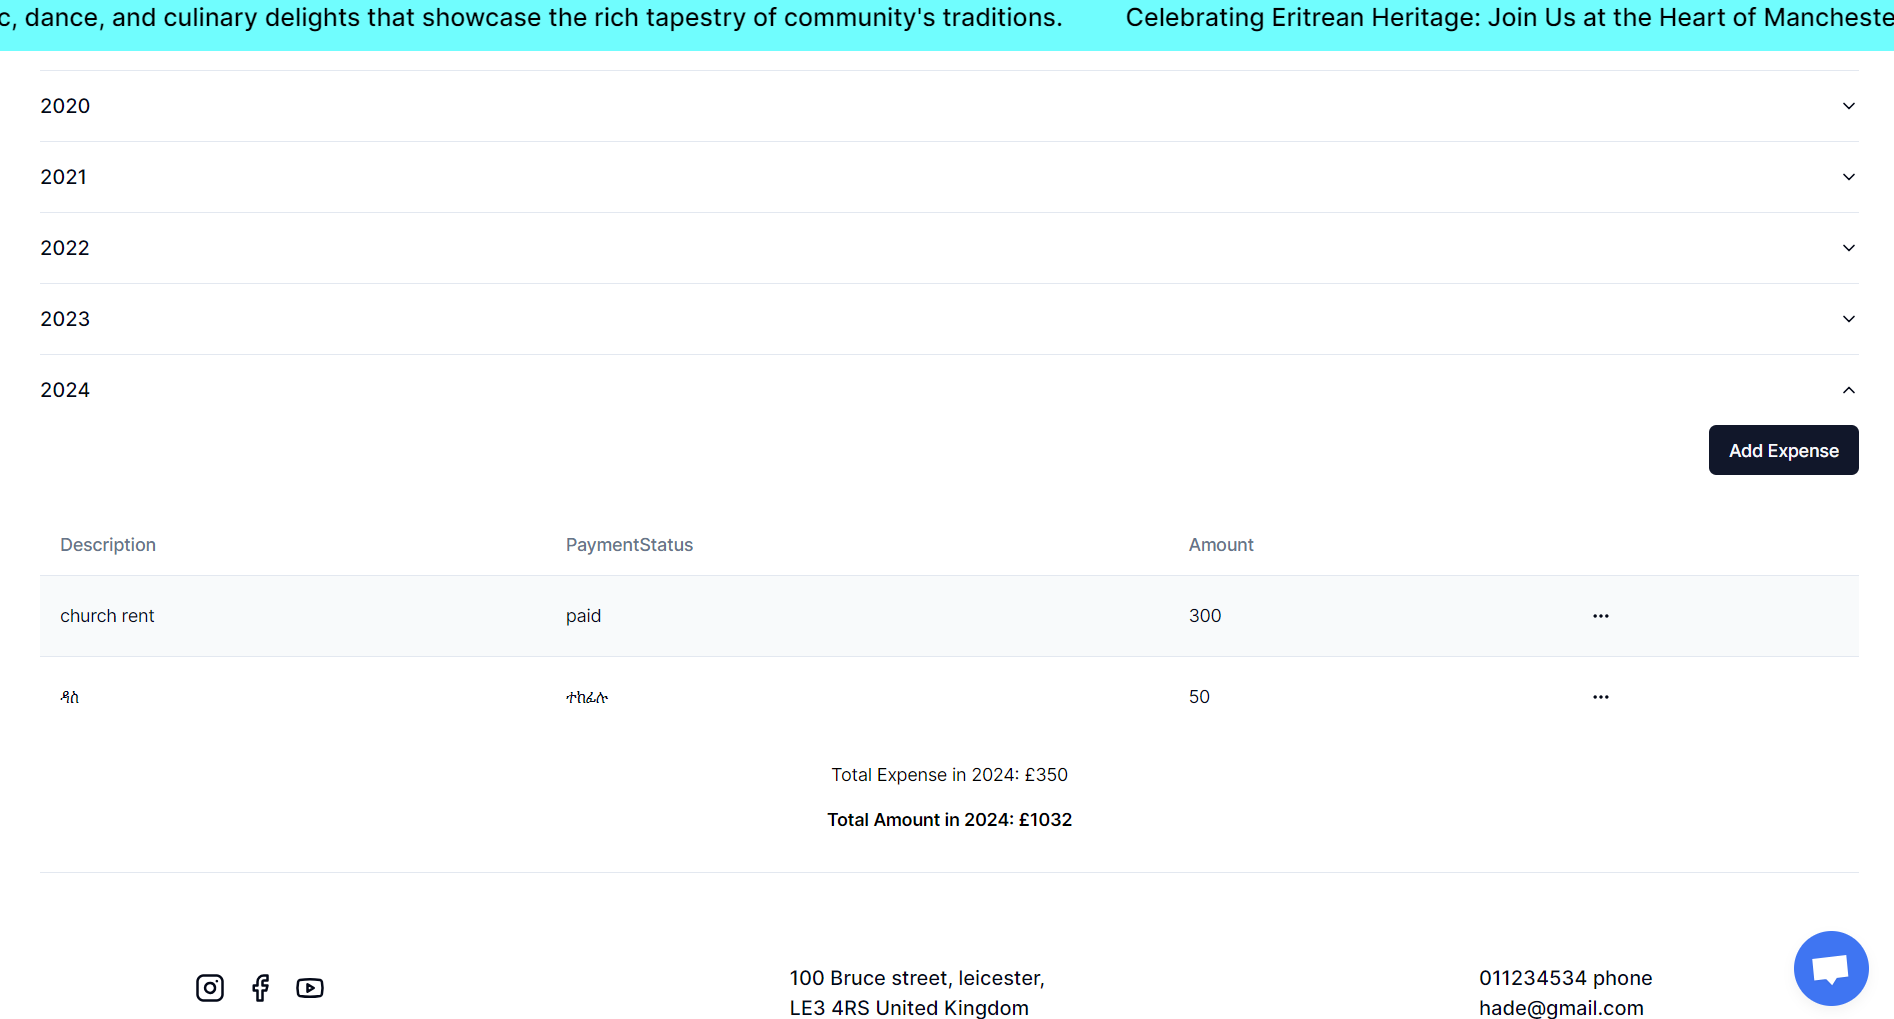 , dance, and culinary delights that showcase the rich tapestry of community's traditions. Celebrating Eritrean Heritage: Join Us at the Heart of Manchest
2020
2021
2022
2023
2024
Add Expense
Description PaymentStatus Amount
church rent paid 300
ዳስ ተከፊሉ 50
Total Expense in 2024: £350
Total Amount in 2024: £1032
100 Bruce street, leicester, 011234534 phone
LE3 4RS United Kingdom hade@gmail.com